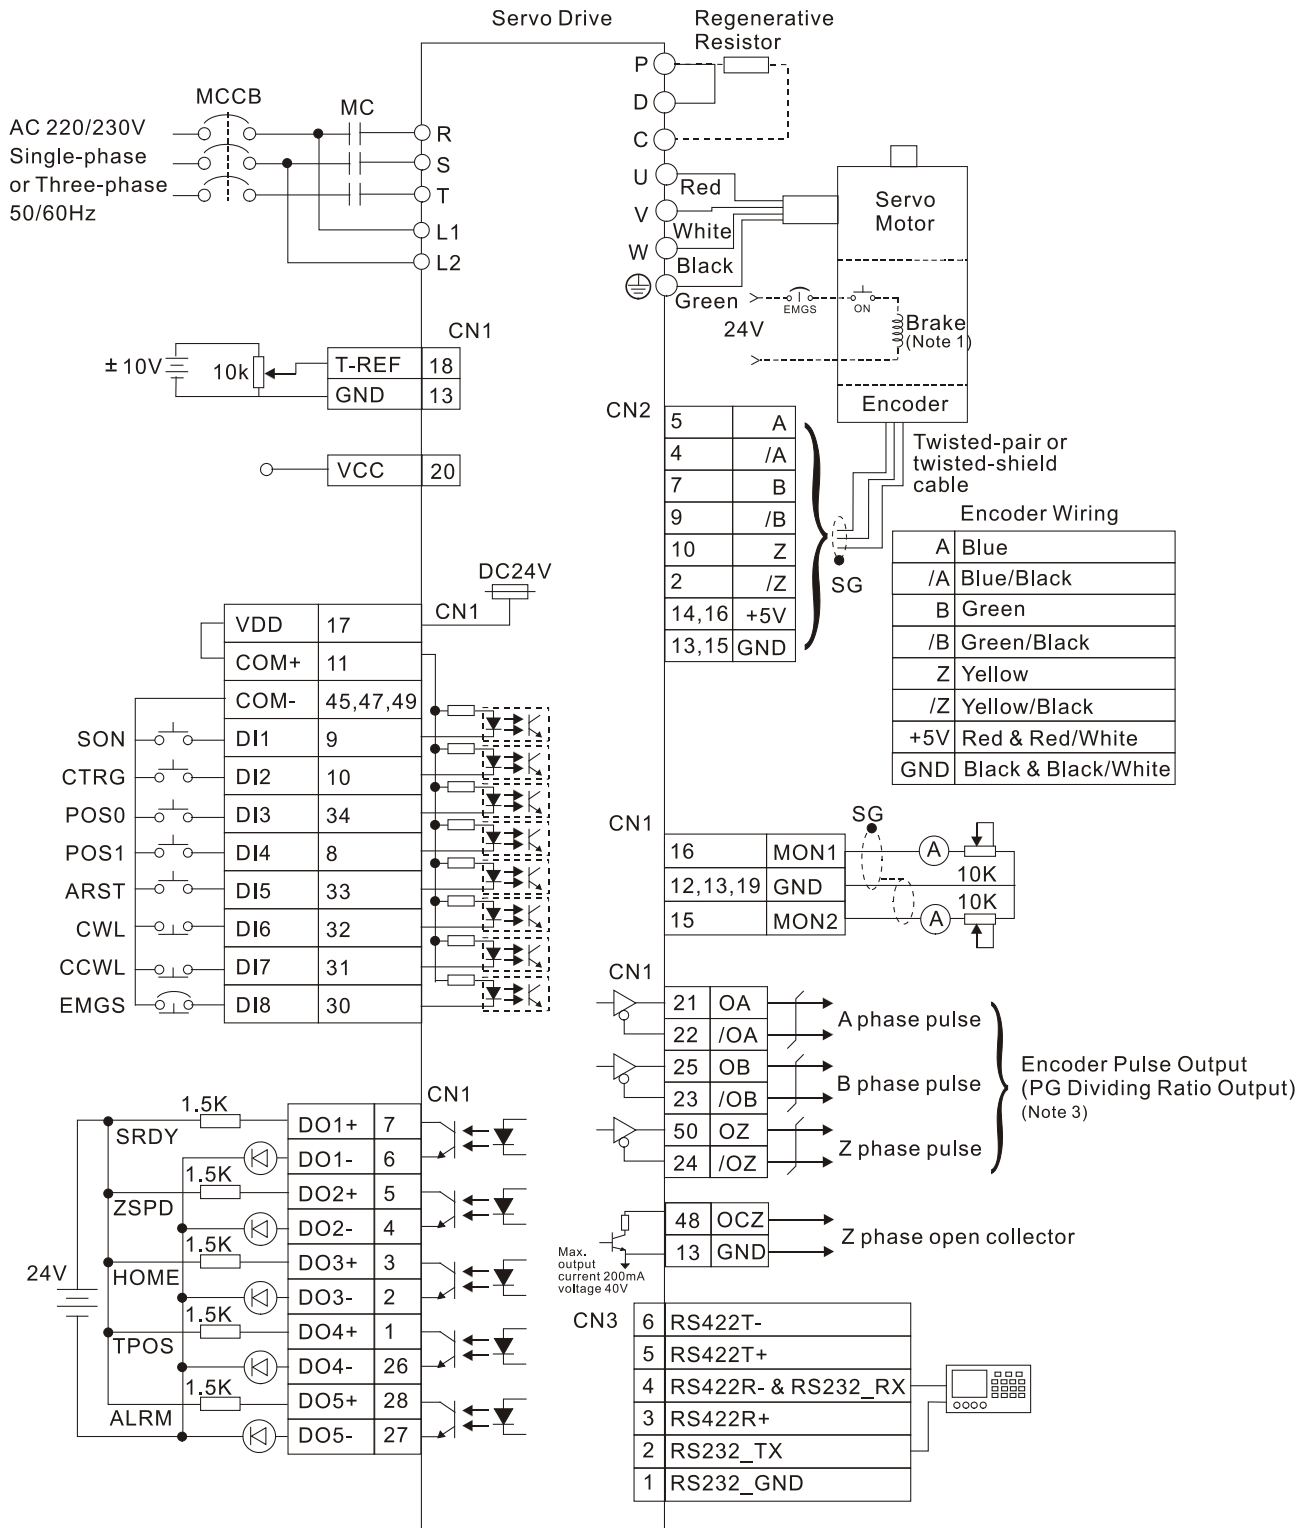 Servo Drive
Regenerative
Resistor
MCCB
MC
AC 220/230V
Single-phase
or Three-phase
50/60Hz
R
S
T
L1
L2
P
D
C
U
V
W
Red
White
Black
Green
Servo
Motor
24V
EMGS
ON
Brake
(Note 1)
Encoder
CN1
± 10V
10k
T-REF 18
GND 13
VCC 20
CN2
5 A
4 /A
7 B
9 /B
10 Z
2 /Z
14,16 +5V
13,15 GND
Twisted-pair or
twisted-shield
cable
SG
Encoder Wiring
A Blue
/A Blue/Black
B Green
/B Green/Black
Z Yellow
/Z Yellow/Black
+5V Red & Red/White
GND Black & Black/White
DC24V
CN1
VDD 17
COM+ 11
COM- 45,47,49
SON DI1 9
CTRG DI2 10
POS0 DI3 34
POS1 DI4 8
ARST DI5 33
CWL DI6 32
CCWL DI7 31
EMGS DI8 30
CN1
SG
16 MON1
12,13,19 GND
15 MON2
A
10K
10K
A
CN1
21 OA
22 /OA
A phase pulse
25 OB
23 /OB
B phase pulse
50 OZ
24 /OZ
Z phase pulse
Encoder Pulse Output
(PG Dividing Ratio Output)
(Note 3)
48 OCZ
13 GND
Z phase open collector
Max.
output
current 200mA
voltage 40V
CN1
24V
1.5K
SRDY
DO1+ 7
DO1- 6
1.5K
ZSPD
DO2+ 5
DO2- 4
1.5K
HOME
DO3+ 3
DO3- 2
1.5K
TPOS
DO4+ 1
DO4- 26
1.5K
ALRM
DO5+ 28
DO5- 27
CN3
6 RS422T-
5 RS422T+
4 RS422R- & RS232_RX
3 RS422R+
2 RS232_TX
1 RS232_GND